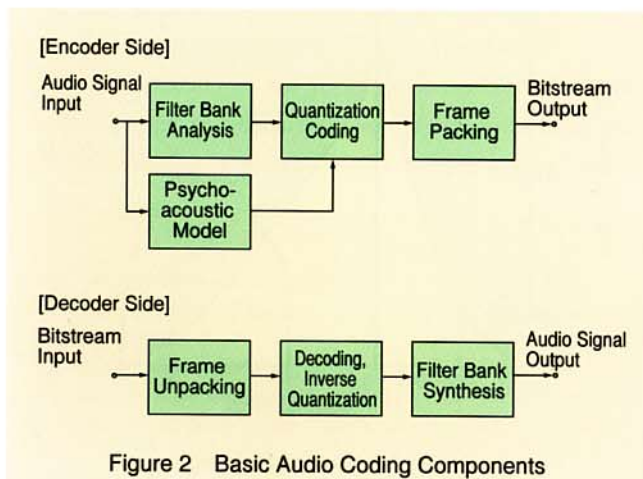 [Encoder Side]
Audio Signal
Input
Filter Bank
Analysis
Quantization
Coding
Frame
Packing
Bitstream
Output
Psycho-
acoustic
Model
[Decoder Side]
Bitstream
Input
Frame
Unpacking
Decoding,
Inverse
Quantization
Filter Bank
Synthesis
Audio Signal
Output
Figure 2 Basic Audio Coding Components